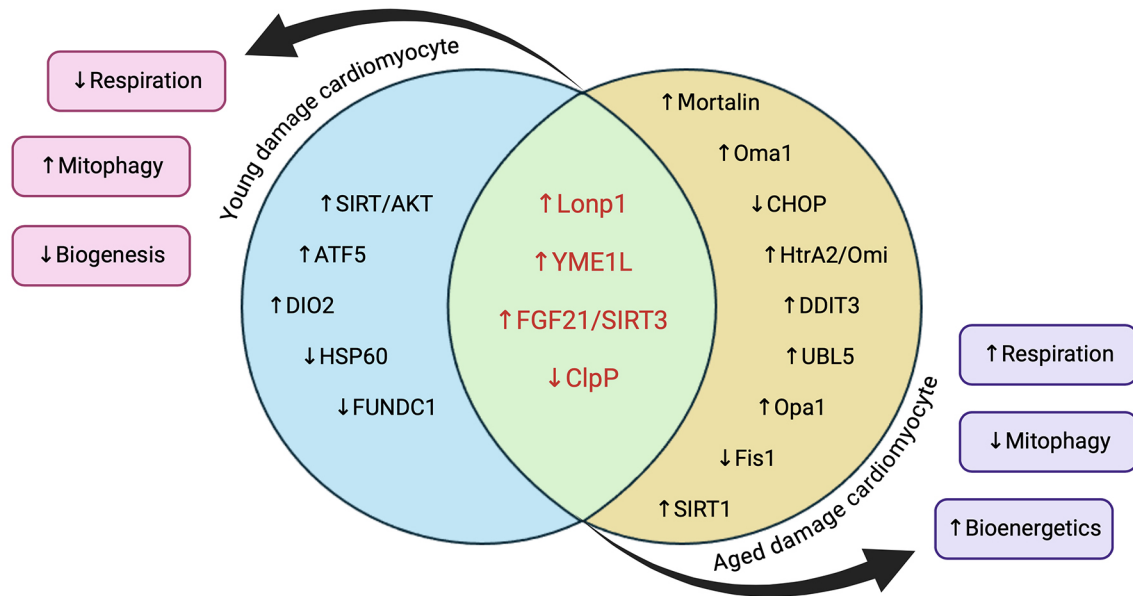 Young damage cardiomyocyte
↓Respiration
↑Mitophagy
↓Biogenesis
↑SIRT/AKT
↑ATF5
↑DIO2
↓HSP60
↓FUNDC1
↑Lonp1
↑YME1L
↑FGF21/SIRT3
↓ClpP
↑Mortalin
↑Oma1
↓CHOP
↑HtrA2/Omi
↑DDIT3
↑UBL5
↑Opa1
↓Fis1
↑SIRT1
Aged damage cardiomyocyte
↑Respiration
↓Mitophagy
↑Bioenergetics